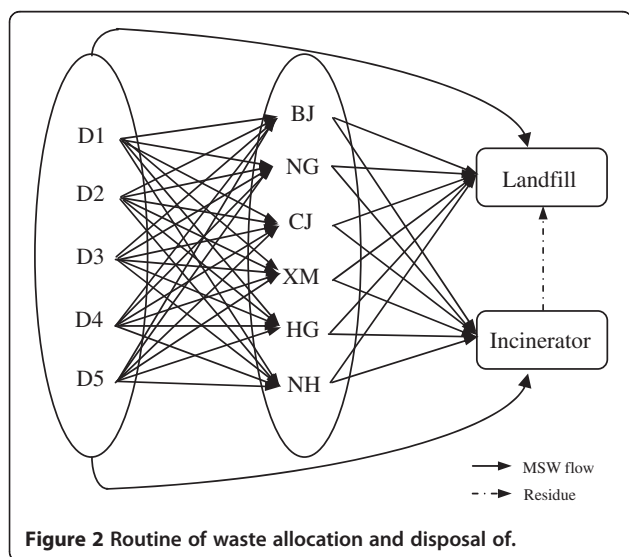 D1
D2
D3
D4
D5
BJ
NG
CJ
XM
HG
NH
Landfill
Incinerator
MSW flow
Residue
Figure 2 Routine of waste allocation and disposal of.